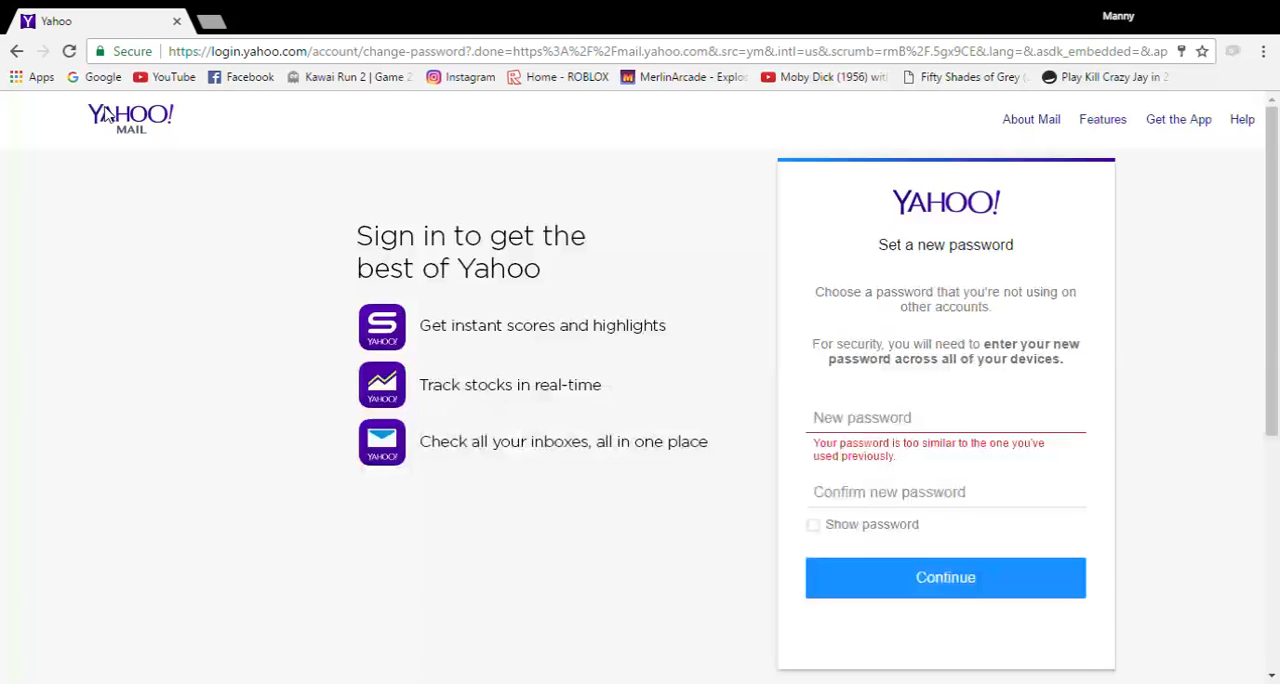 Yahoo
Manny
Secure https://login.yahoo.com/account/change-password?.done=https%3A%2F%2Fmail.yahoo.com&.src=ym&.intl=us&.scrumb=rmB%2F.5gx9CE&.lang=&.asdk_embedded=&.ap
Apps Google YouTube Facebook Kawai Run 2 | Game Instagram Home - ROBLOX MerlinArcade - Explo Moby Dick (1956) wit Fifty Shades of Grey ( Play Kill Crazy Jay in 2
YAHOO!
MAIL
About Mail Features Get the App Help
YAHOO!
Set a new password
Choose a password that you're not using on
other accounts.
For security, you will need to enter your new
password across all of your devices.
New password
Your password is too similar to the one you've
used previously.
Confirm new password
Show password
Continue
Sign in to get the
best of Yahoo
YAHOO!
Get instant scores and highlights
YAHOO!
Track stocks in real-time
YAHOO!
Check all your inboxes, all in one place